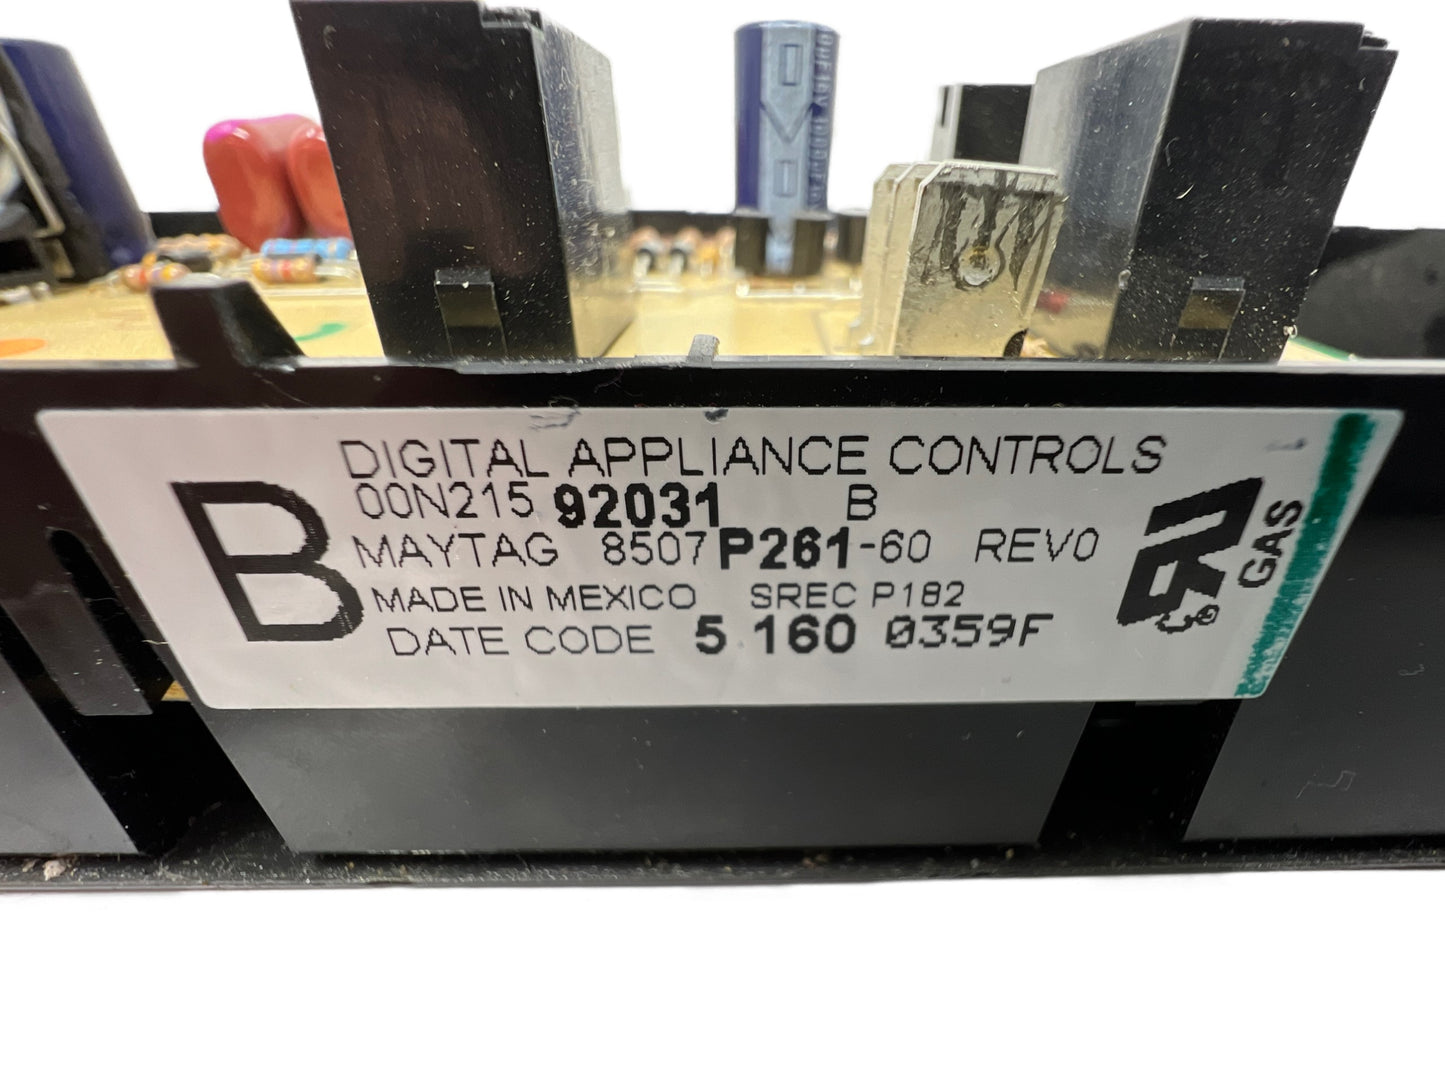 DIGITAL APPLIANCE CONTROLS
00N215 92031 B
B
MAYTAG 8507P261-60 REV0
MADE IN MEXICO SREC P182
DATE CODE 5 160 0359F
GAS